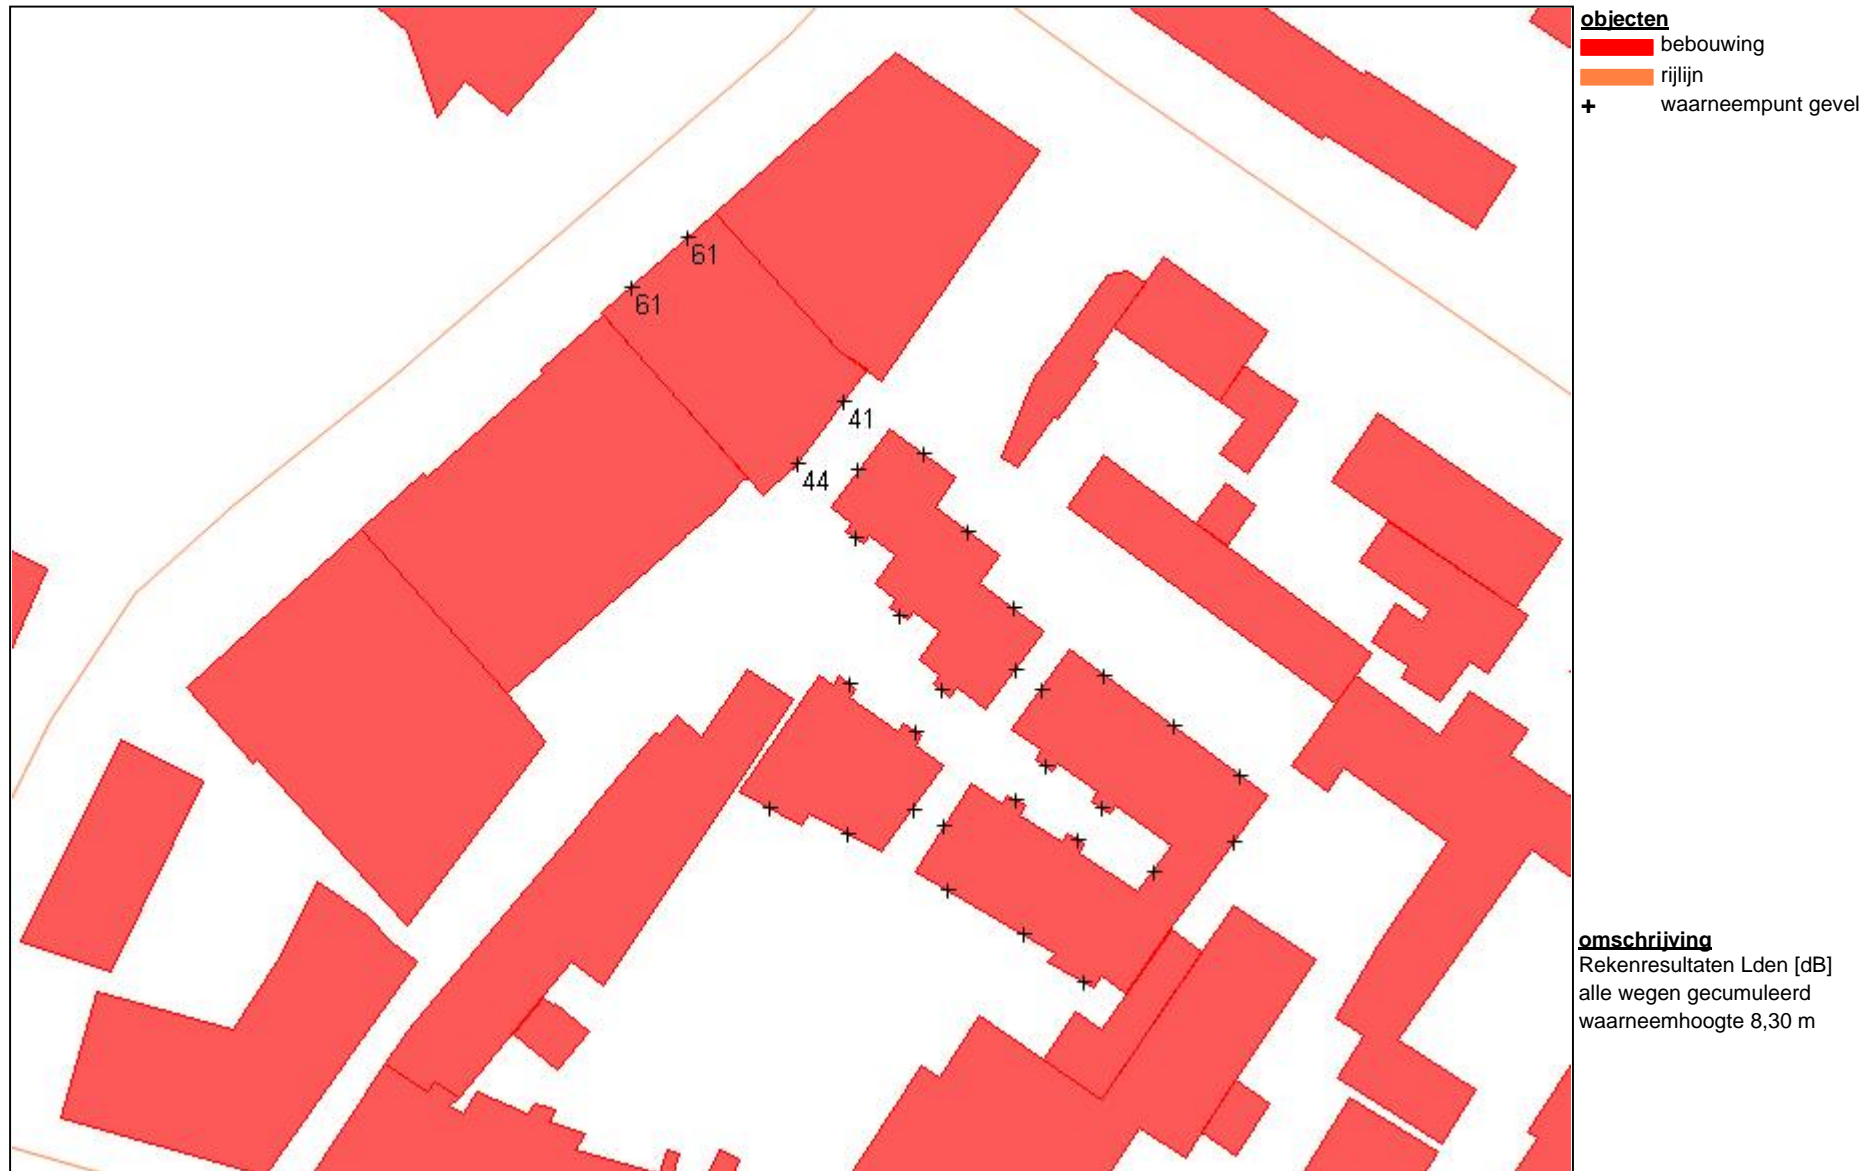 objecten
bebouwing
rijlijn
+ waarneempunt gevel
61
61
41
44
omschrijving
Rekenresultaten Lden [dB]
alle wegen gecumuleerd
waarneemhoogte 8,30 m